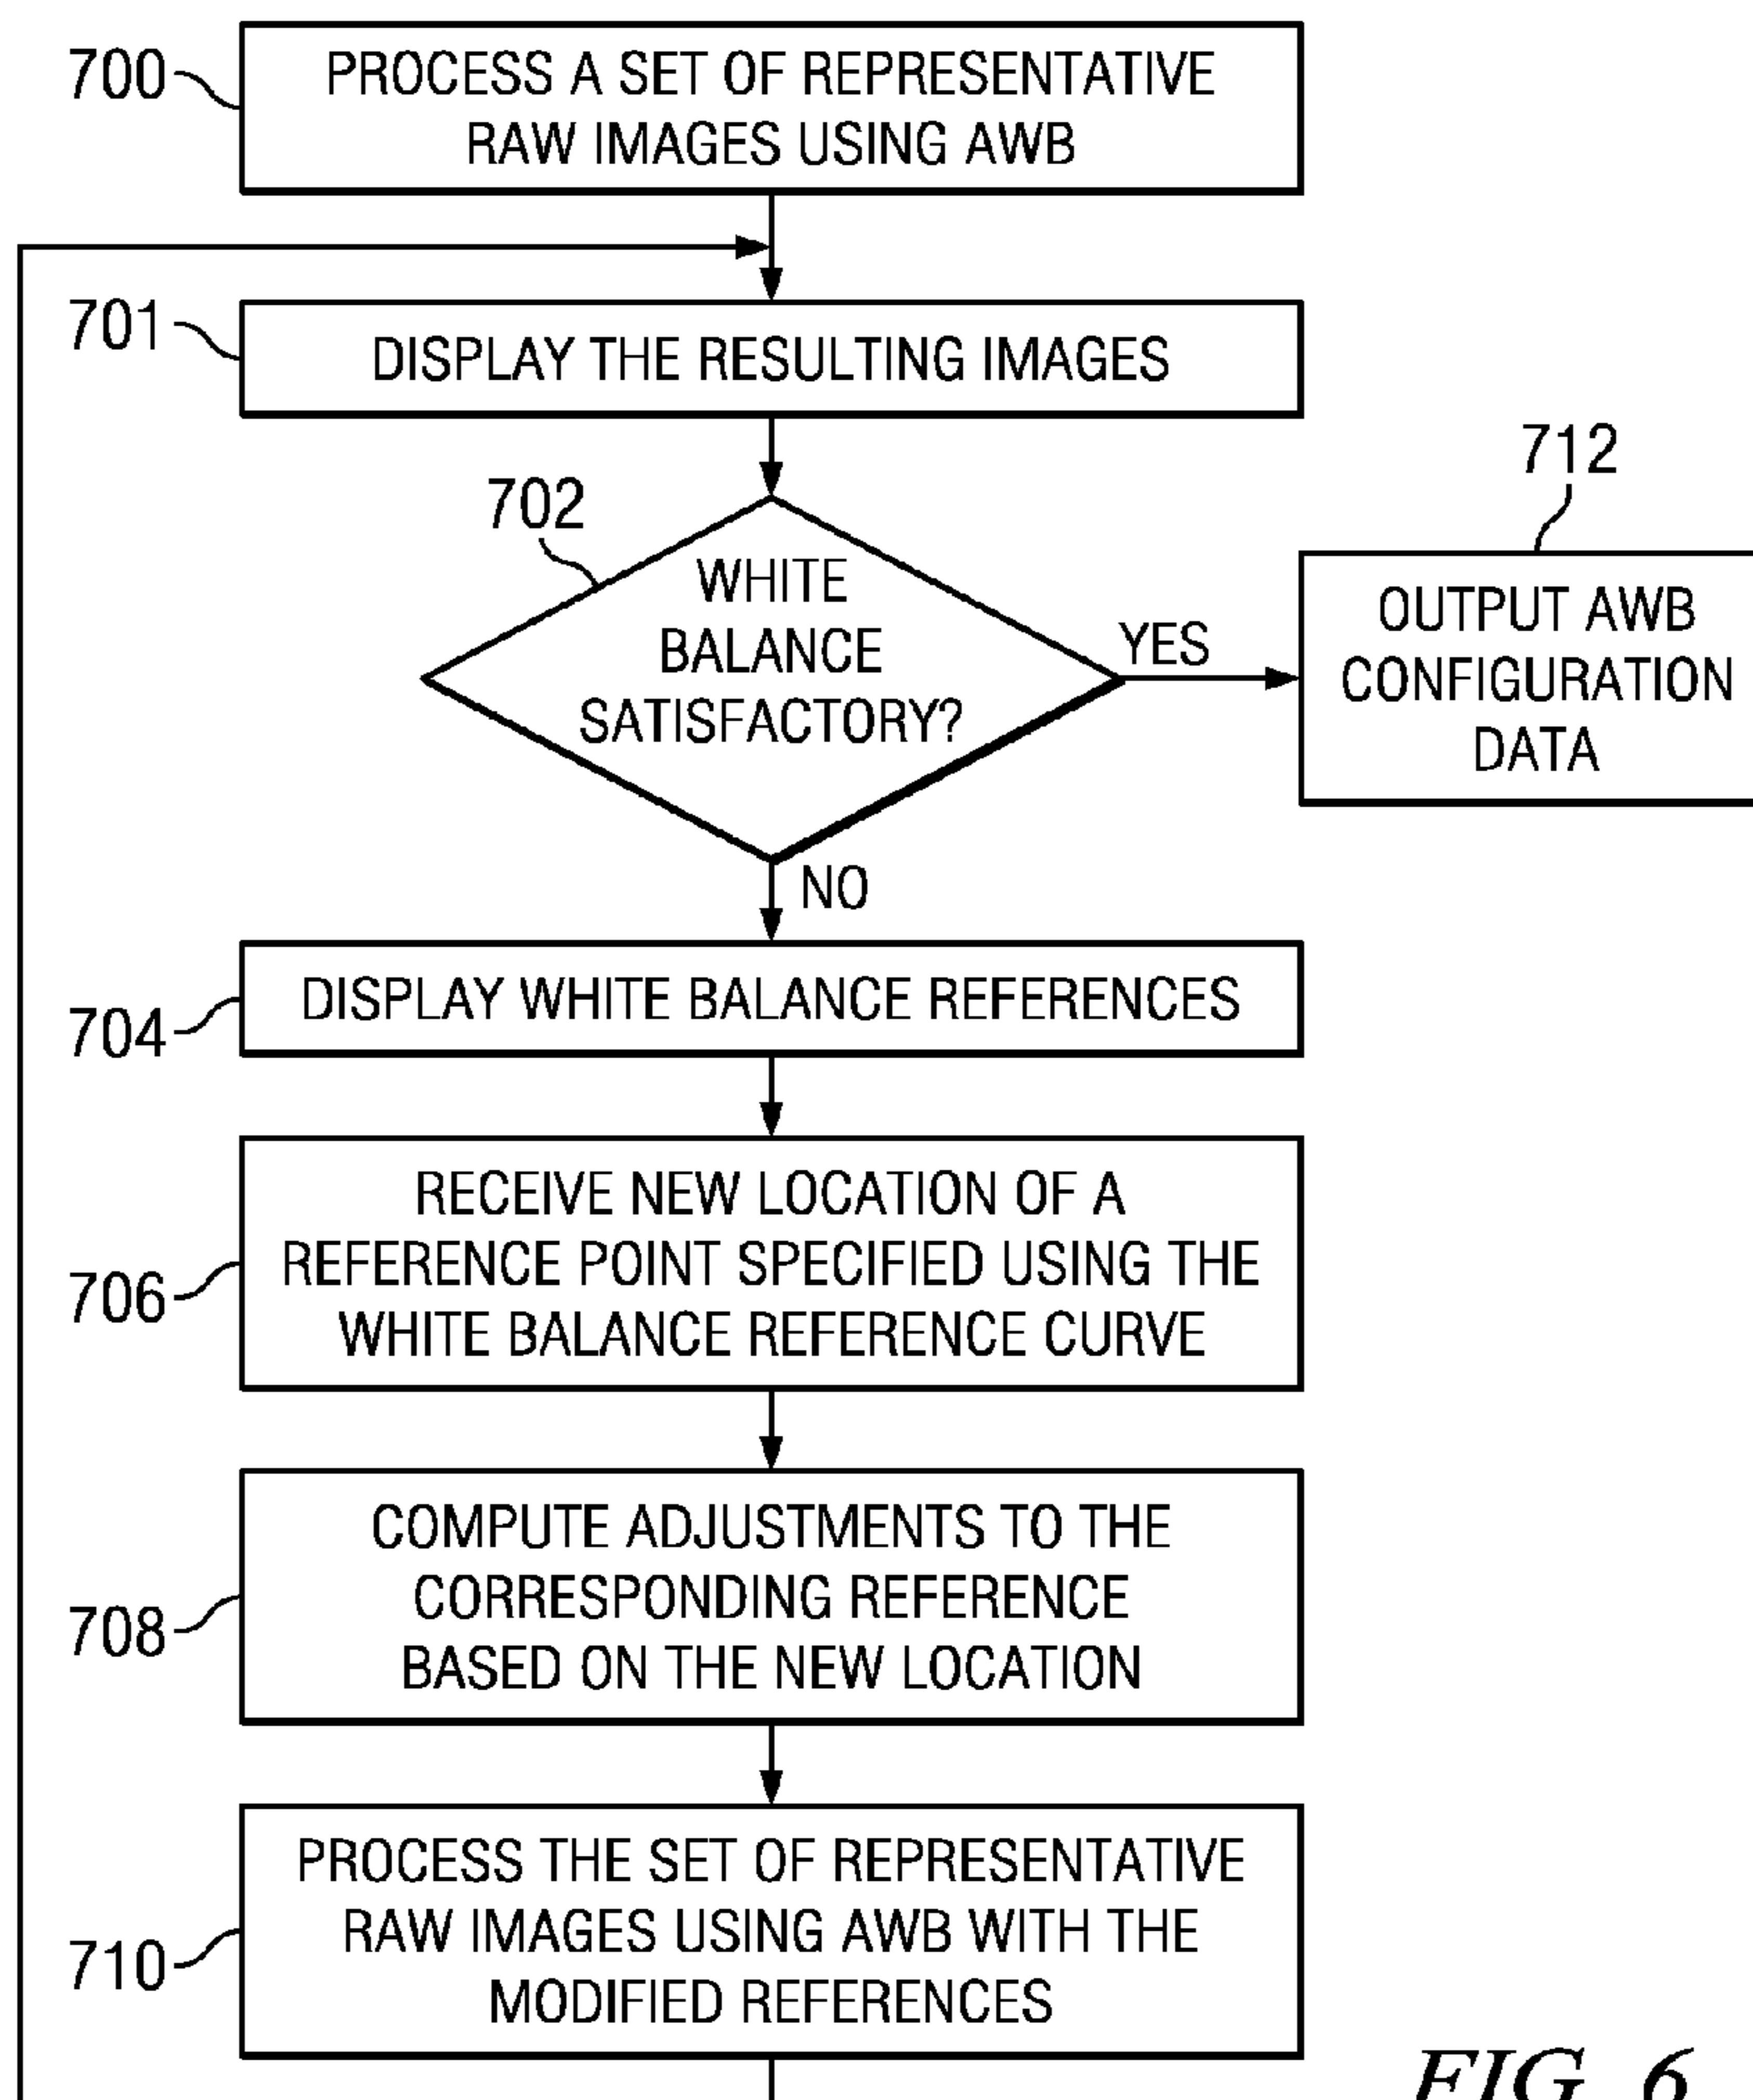 700
PROCESS A SET OF REPRESENTATIVE
RAW IMAGES USING AWB
701
DISPLAY THE RESULTING IMAGES
702
WHITE
BALANCE
SATISFACTORY?
YES
712
OUTPUT AWB
CONFIGURATION
DATA
NO
704
DISPLAY WHITE BALANCE REFERENCES
706
RECEIVE NEW LOCATION OF A
REFERENCE POINT SPECIFIED USING THE
WHITE BALANCE REFERENCE CURVE
708
COMPUTE ADJUSTMENTS TO THE
CORRESPONDING REFERENCE
BASED ON THE NEW LOCATION
710
PROCESS THE SET OF REPRESENTATIVE
RAW IMAGES USING AWB WITH THE
MODIFIED REFERENCES
FIG. 6